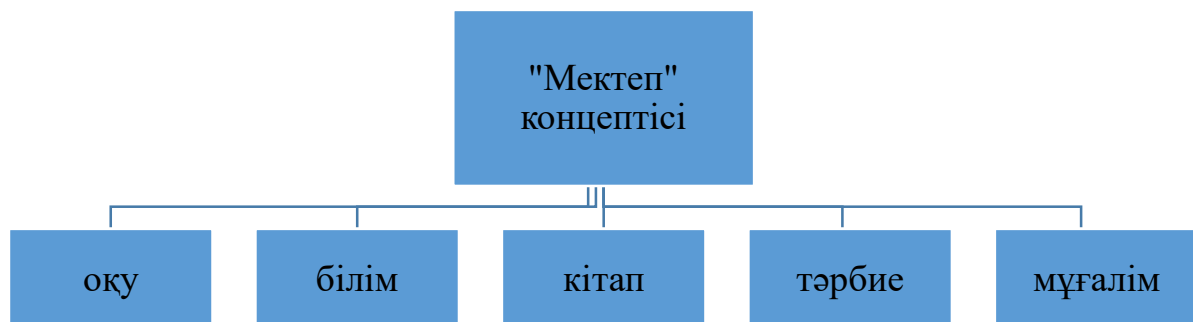 "Мектеп"
концептісі
оқу
білім
кітап
тәрбие
мұғалім